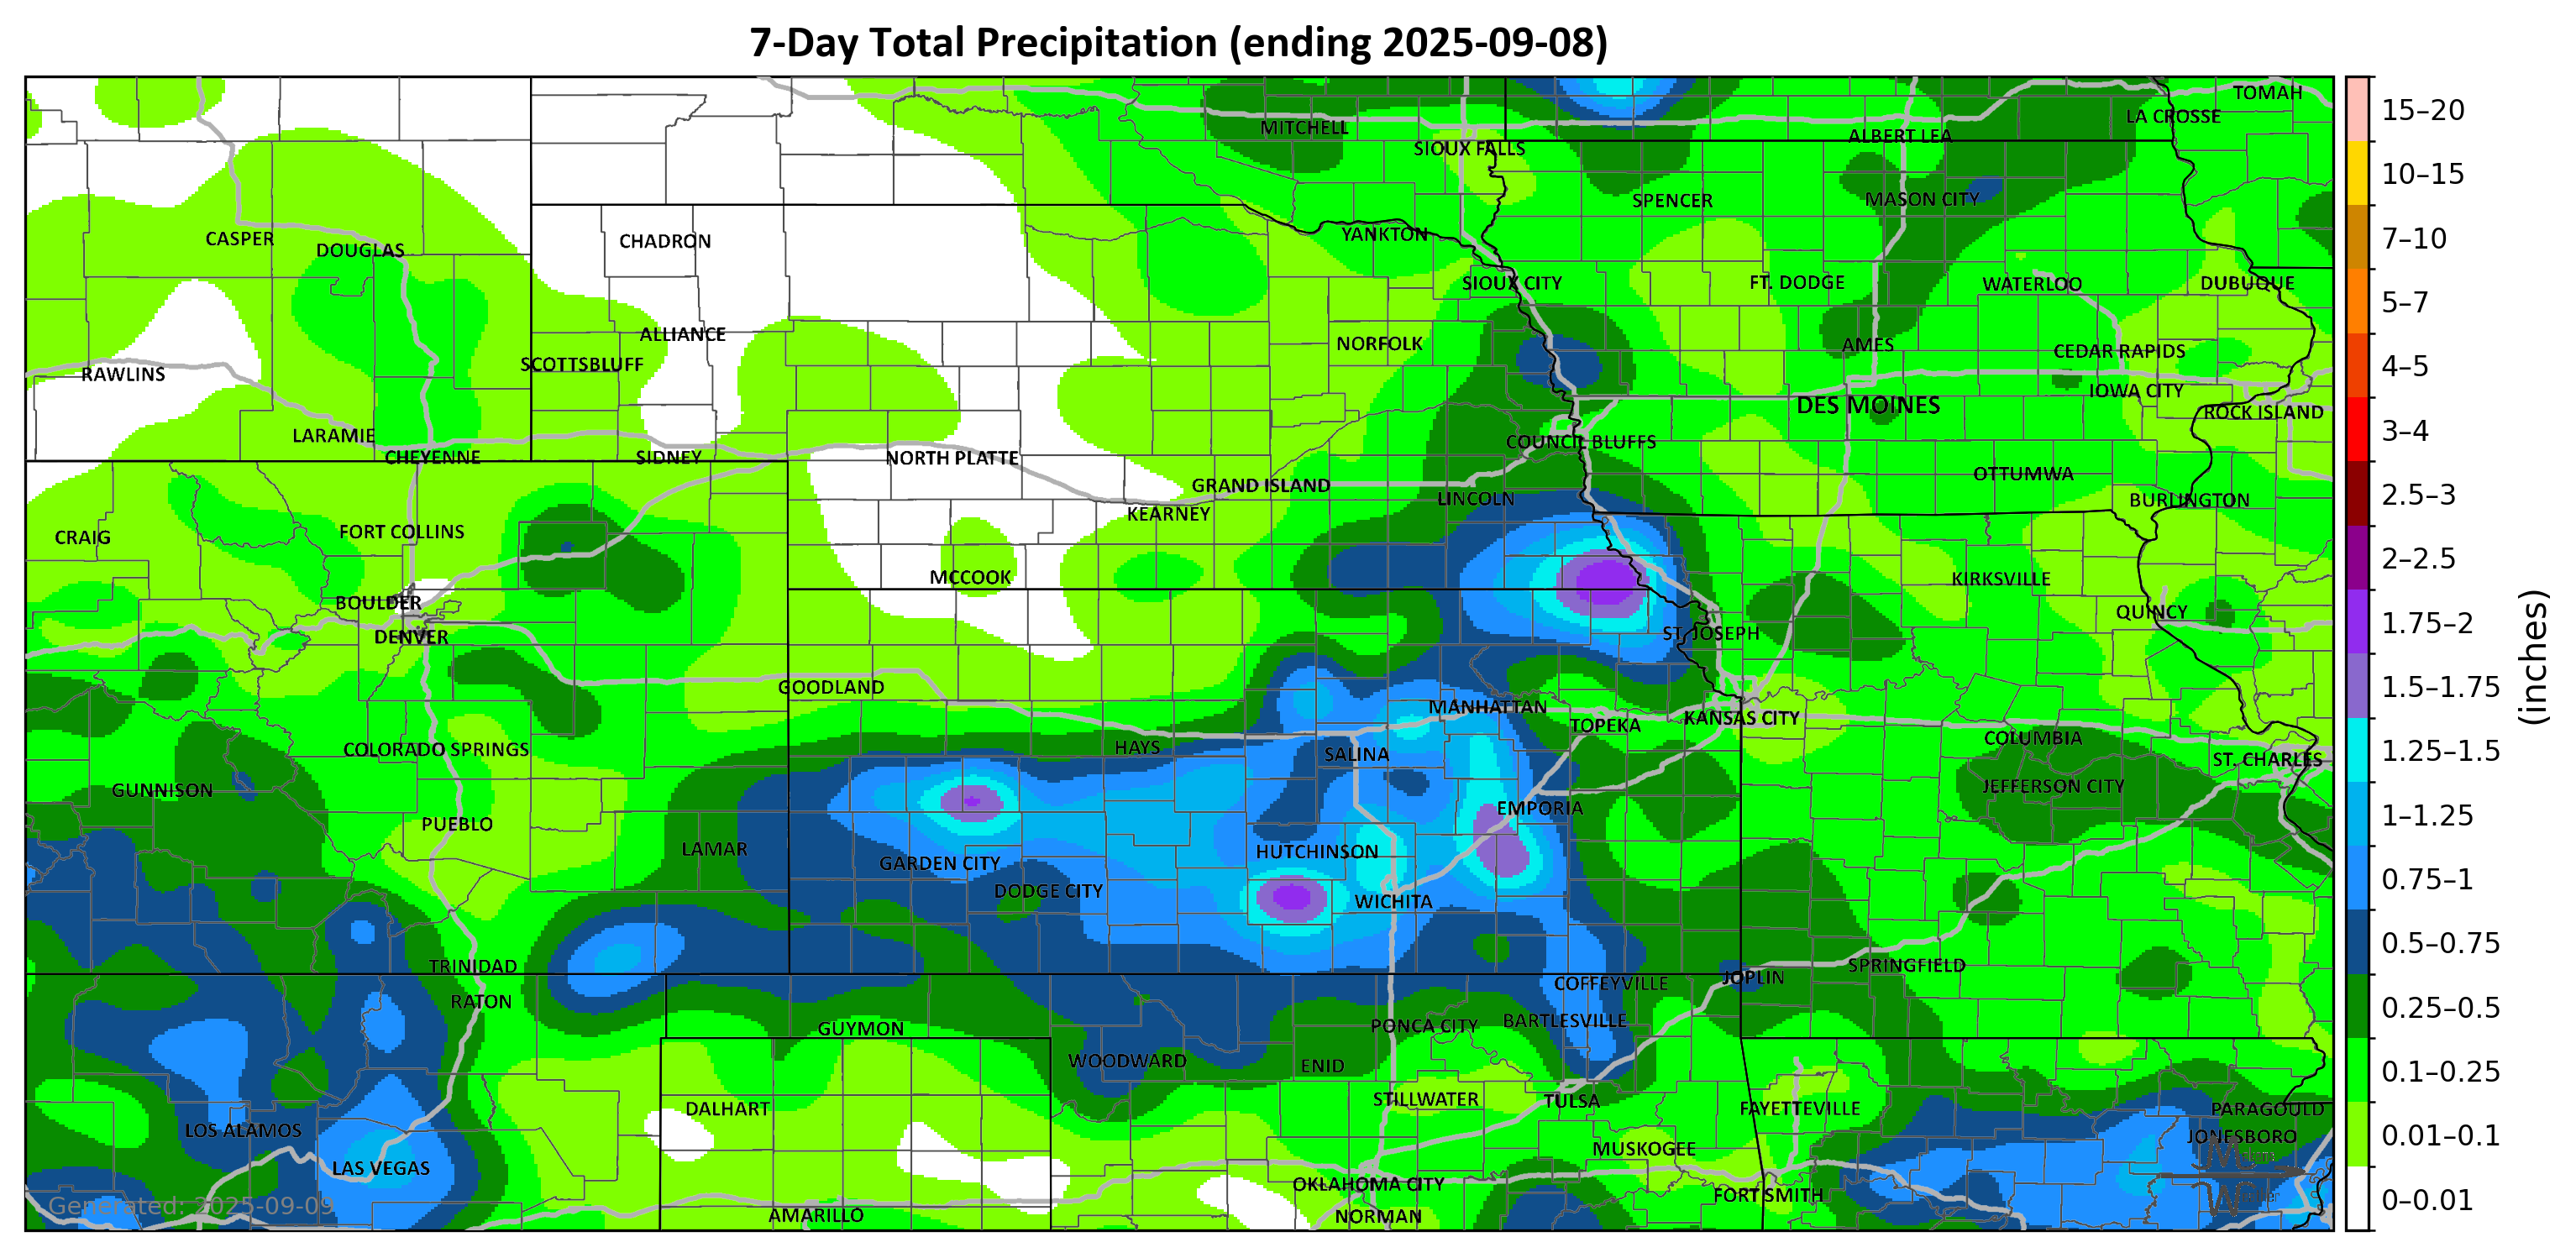 7-Day Total Precipitation (ending 2025-09-08)
TOMAH
LA CROSSE
MITCHELL
ALBERT LEA
SIOUX FALLS
SPENCER
MASON CITY
YANKTON
CASPER
CHADRON
DOUGLAS
SIOUX CITY
FT. DODGE
WATERLOO
DUBUQUE
ALLIANCE
NORFOLK
AMES
CEDAR RAPIDS
SCOTTSBLUFF
RAWLINS
IOWA CITY
DES MOINES
ROCK ISLAND
LARAMIE
COUNCIL BLUFFS
CHEYENNE
SIDNEY
NORTH PLATTE
OTTUMWA
GRAND ISLAND
LINCOLN
BURLINGTON
KEARNEY
FORT COLLINS
CRAIG
MCCOOK
KIRKSVILLE
BOULDER
QUINCY
DENVER
ST. JOSEPH
GOODLAND
MANHATTAN
TOPEKA
KANSAS CITY
COLUMBIA
COLORADO SPRINGS
HAYS
SALINA
ST. CHARLES
GUNNISON
JEFFERSON CITY
EMPORIA
PUEBLO
LAMAR
HUTCHINSON
GARDEN CITY
DODGE CITY
WICHITA
TRINIDAD
SPRINGFIELD
JOPLIN
COFFEYVILLE
RATON
GUYMON
PONCA CITY
BARTLESVILLE
WOODWARD
ENID
STILLWATER
TULSA
DALHART
FAYETTEVILLE
PARAGOULD
LOS ALAMOS
JONESBORO
MUSKOGEE
LAS VEGAS
OKLAHOMA CITY
FORT SMITH
Generated: 2025-09-09
AMARILLO
NORMAN
15–20
10–15
7–10
5–7
4–5
3–4
2.5–3
2–2.5
1.75–2
1.5–1.75
1.25–1.5
1–1.25
0.75–1
0.5–0.75
0.25–0.5
0.1–0.25
0.01–0.1
0–0.01
(inches)